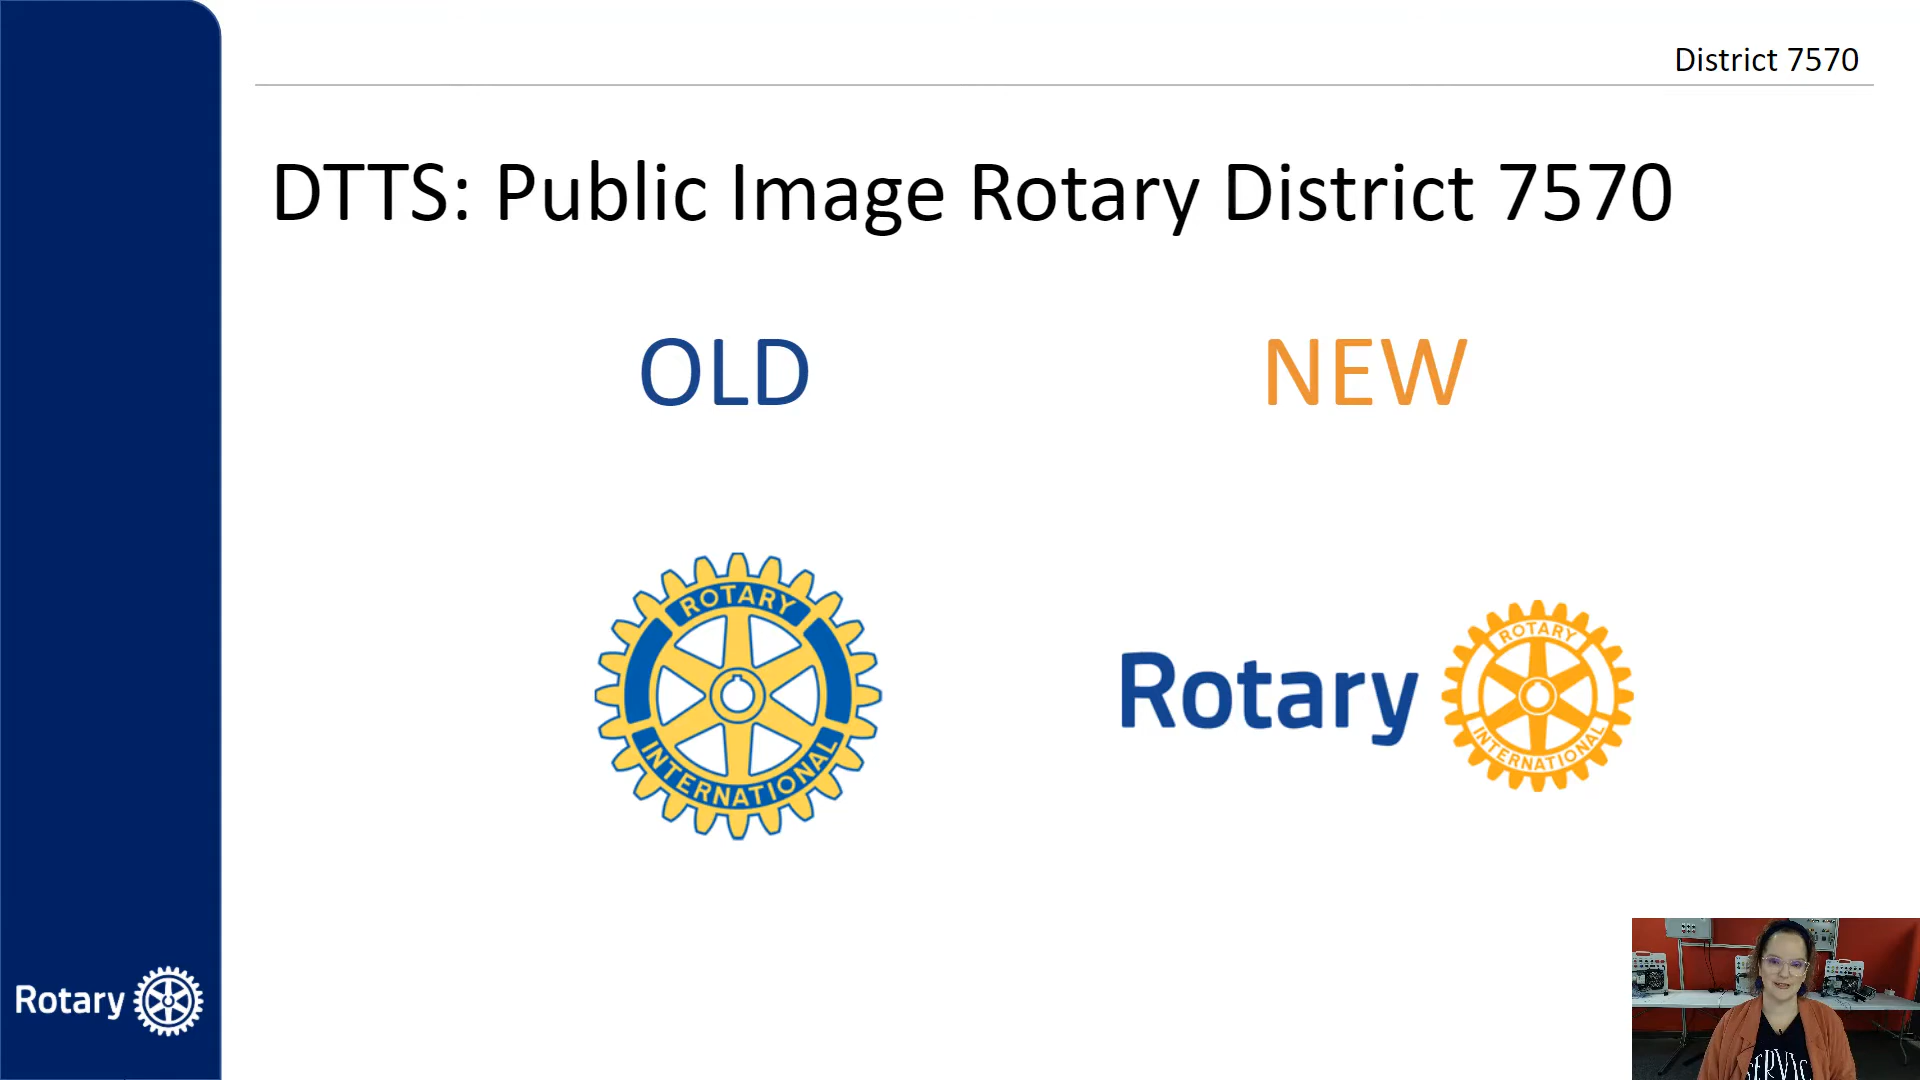 District 7570
DTTS: Public Image Rotary District 7570
OLD
NEW
ROTARY
INTERNATIONAL
Rotary
ROTARY
INTERNATIONAL
Rotary